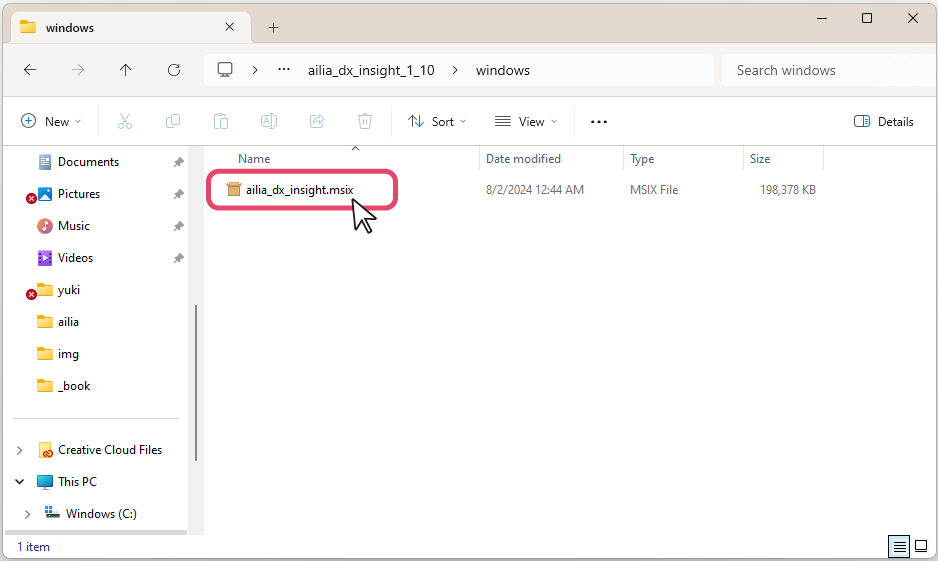 windows
ailia_dx_insight_1_10 windows Search windows
New Sort View Details
Name Date modified Type Size
ailia_dx_insight.msix 8/2/2024 12:44 AM MSIX File 198,378 KB
Documents
Pictures
Music
Videos
yuki
ailia
img
_book
Creative Cloud Files
This PC
Windows (C:)
1 item